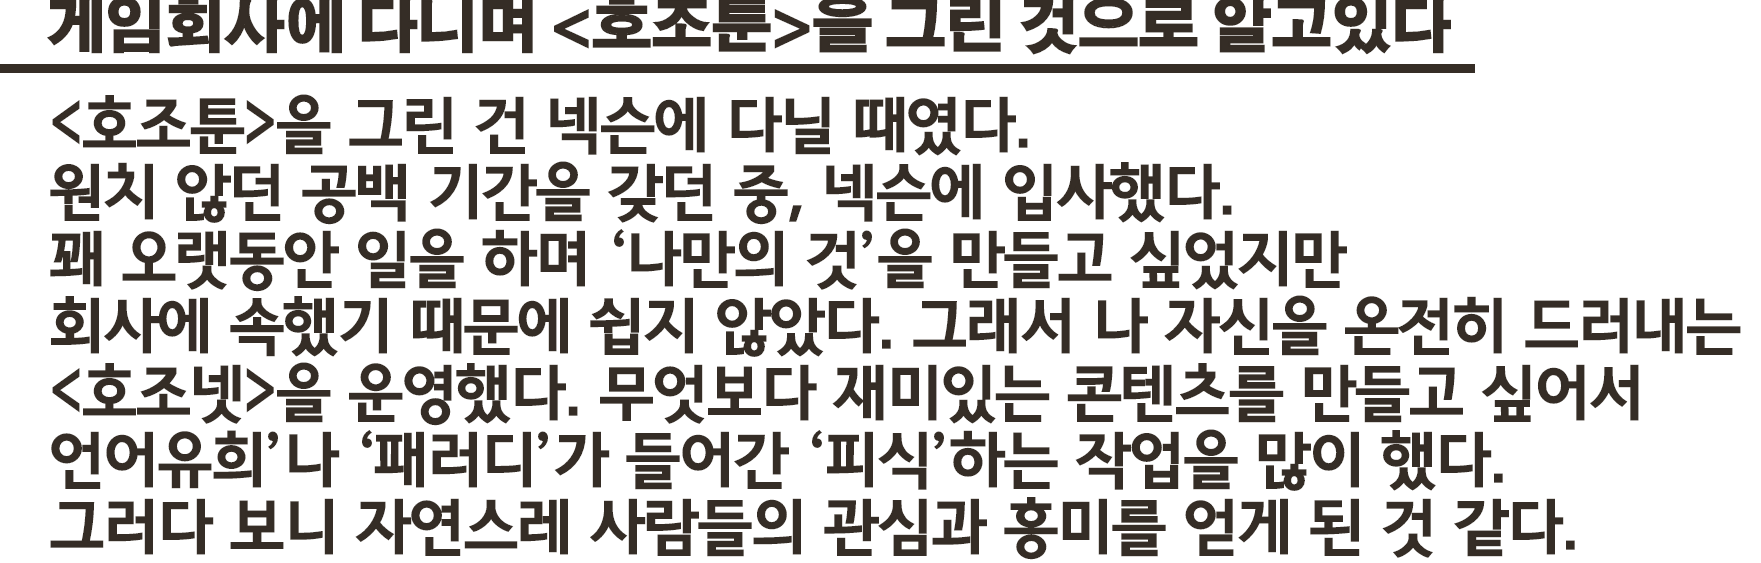 게임회사에 다니며 <호조툰>을 그린 것으로 알고있다
<호조툰>을 그린 건 넥슨에 다닐 때였다.
원치 않던 공백 기간을 갖던 중, 넥슨에 입사했다.
꽤 오랫동안 일을 하며 ‘나만의 것’을 만들고 싶었지만
회사에 속했기 때문에 쉽지 않았다. 그래서 나 자신을 온전히 드러내는
<호조넷>을 운영했다. 무엇보다 재미있는 콘텐츠를 만들고 싶어서
언어유희’나 ‘패러디’가 들어간 ‘피식’하는 작업을 많이 했다.
그러다 보니 자연스레 사람들의 관심과 흥미를 얻게 된 것 같다.